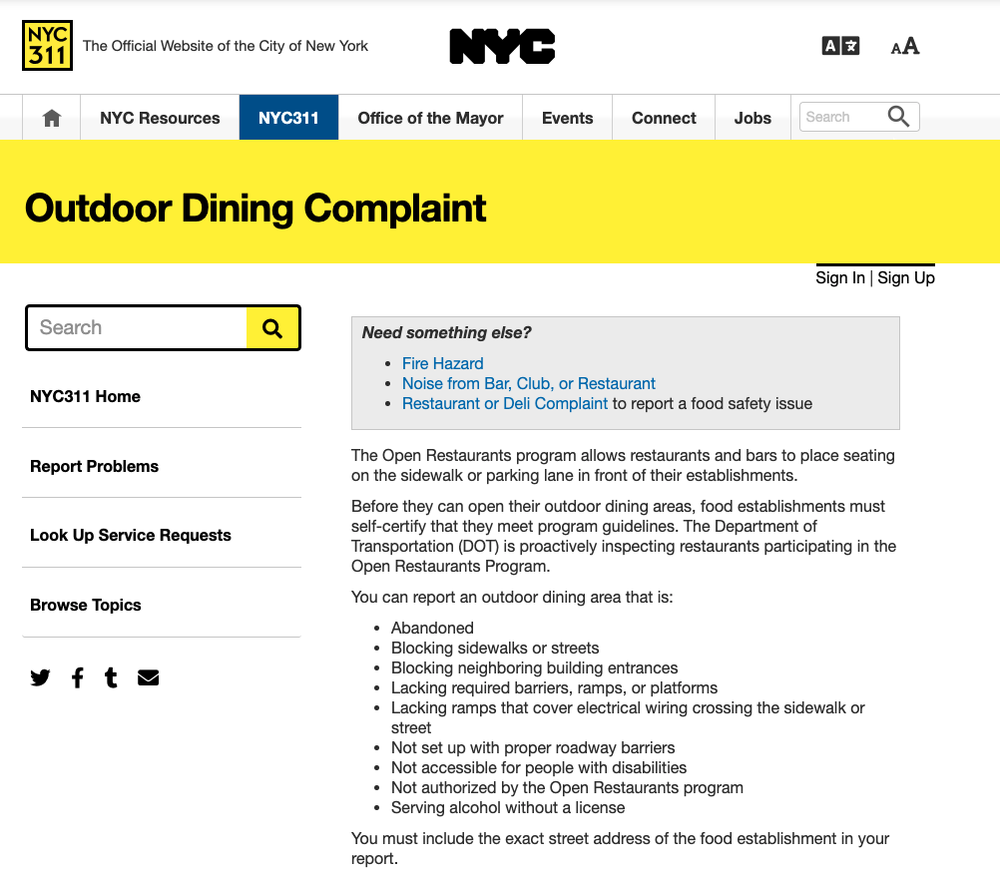 NYC
311
The Official Website of the City of New York
NYC
A
AA
NYC Resources
NYC311
Office of the Mayor
Events
Connect
Jobs
Search
Outdoor Dining Complaint
Sign In | Sign Up
Search
NYC311 Home
Report Problems
Look Up Service Requests
Browse Topics
Need something else?
Fire Hazard
Noise from Bar, Club, or Restaurant
Restaurant or Deli Complaint to report a food safety issue
The Open Restaurants program allows restaurants and bars to place seating
on the sidewalk or parking lane in front of their establishments.
Before they can open their outdoor dining areas, food establishments must
self-certify that they meet program guidelines. The Department of
Transportation (DOT) is proactively inspecting restaurants participating in the
Open Restaurants Program.
You can report an outdoor dining area that is:
Abandoned
Blocking sidewalks or streets
Blocking neighboring building entrances
Lacking required barriers, ramps, or platforms
Lacking ramps that cover electrical wiring crossing the sidewalk or
street
Not set up with proper roadway barriers
Not accessible for people with disabilities
Not authorized by the Open Restaurants program
Serving alcohol without a license
You must include the exact street address of the food establishment in your
report.